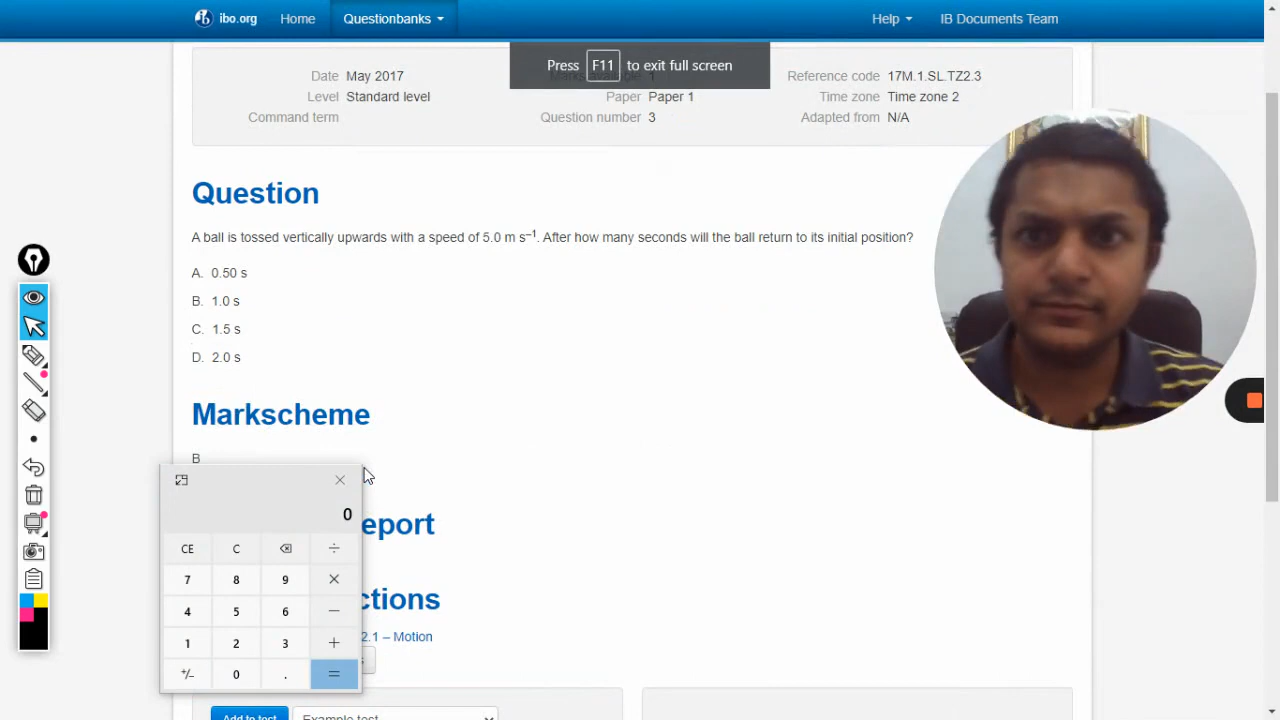 ibo.org Home Questionbanks Help IB Documents Team
Press F11 to exit full screen
Date May 2017 1 Reference code 17M.1.SL.TZ2.3
Level Standard level Paper Paper 1 Time zone Time zone 2
Command term Question number 3 Adapted from N/A
Question
A ball is tossed vertically upwards with a speed of 5.0 m s⁻¹. After how many seconds will the ball return to its initial position?
A. 0.50 s
B. 1.0 s
C. 1.5 s
D. 2.0 s
Markscheme
B
0
eport
CE C ÷
7 8 9 ×
ctions
4 5 6 −
2.1 – Motion
1 2 3 +
+/− 0 . =
Add to test Example test